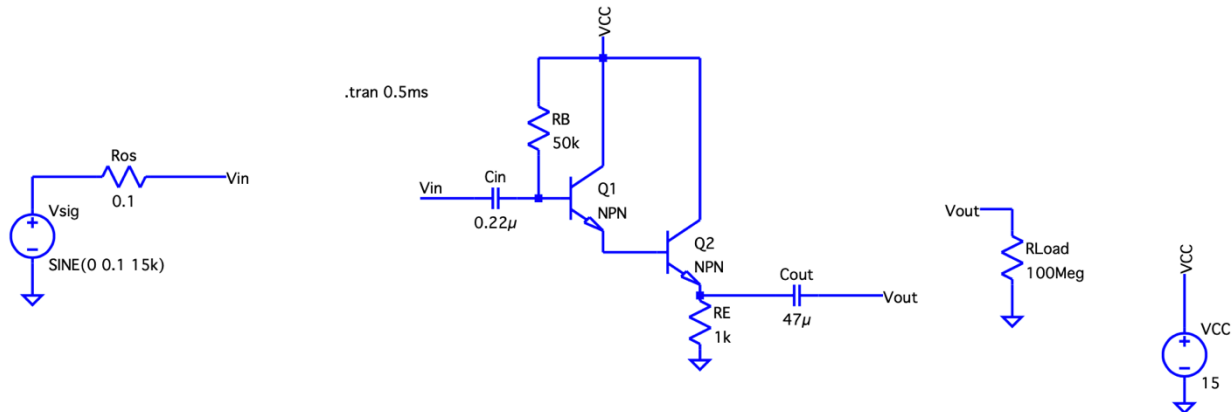 VCC
.tran 0.5ms
RB
50k
Ros
0.1
Vin
Vsig
SINE(0 0.1 15k)
Vin
Cin
0.22µ
Q1
NPN
Q2
NPN
Cout
47µ
Vout
RE
1k
Vout
RLoad
100Meg
VCC
VCC
15